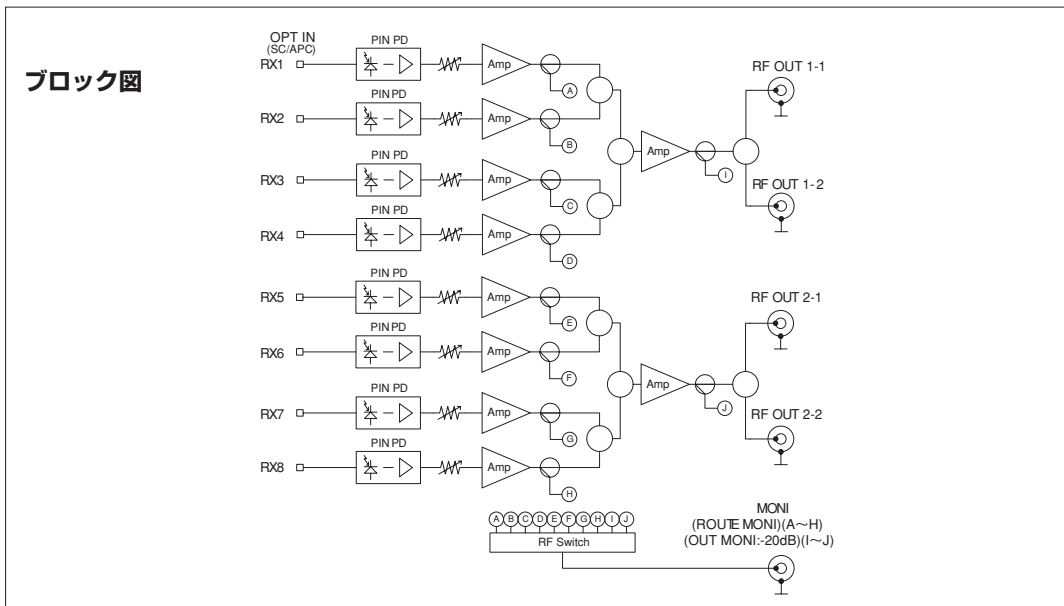 ブロック図
OPT IN
(SC/APC)
PIN PD
RX1
Amp
A
RF OUT 1-1
PIN PD
RX2
Amp
B
Amp
I
PIN PD
RX3
Amp
C
RF OUT 1-2
PIN PD
RX4
Amp
D
PIN PD
RX5
Amp
E
RF OUT 2-1
PIN PD
RX6
Amp
F
Amp
J
PIN PD
RX7
Amp
G
RF OUT 2-2
PIN PD
RX8
Amp
H
A B C D E F G H I J
RF Switch
MONI
(ROUTE MONI)(A～H)
(OUT MONI:-20dB)(I～J)